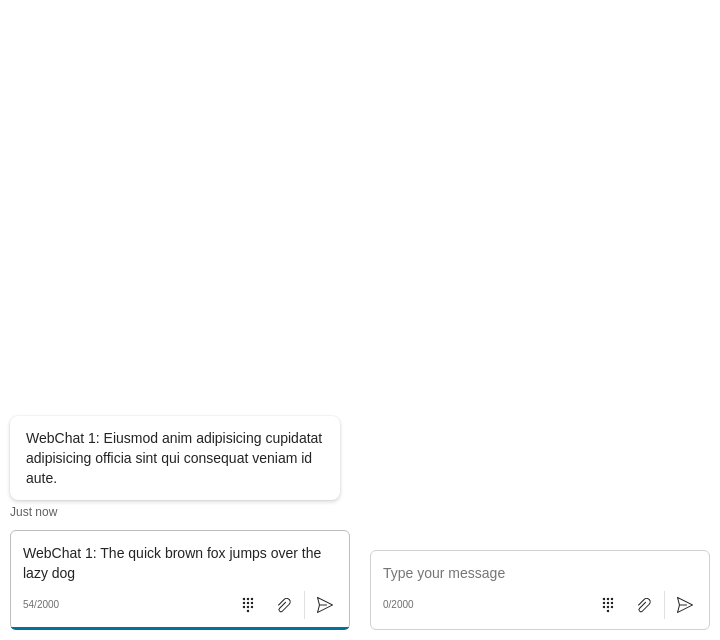 WebChat 1: Eiusmod anim adipisicing cupidatat
adipisicing officia sint qui consequat veniam id
aute.
Just now
WebChat 1: The quick brown fox jumps over the
lazy dog
54/2000
Type your message
0/2000